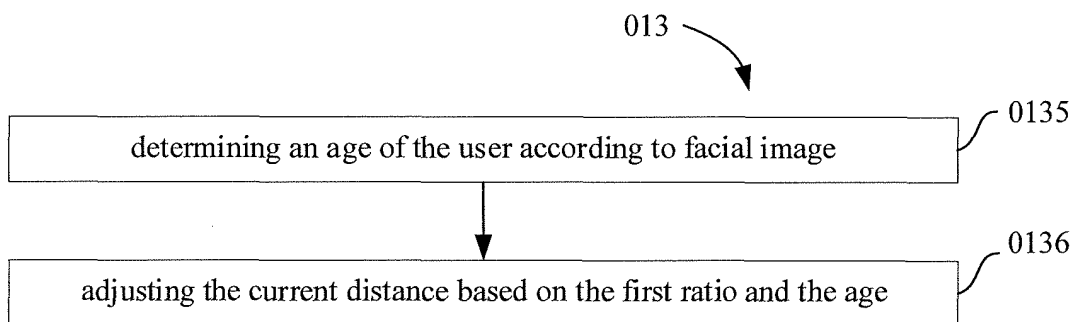 013
0135
determining an age of the user according to facial image
0136
adjusting the current distance based on the first ratio and the age